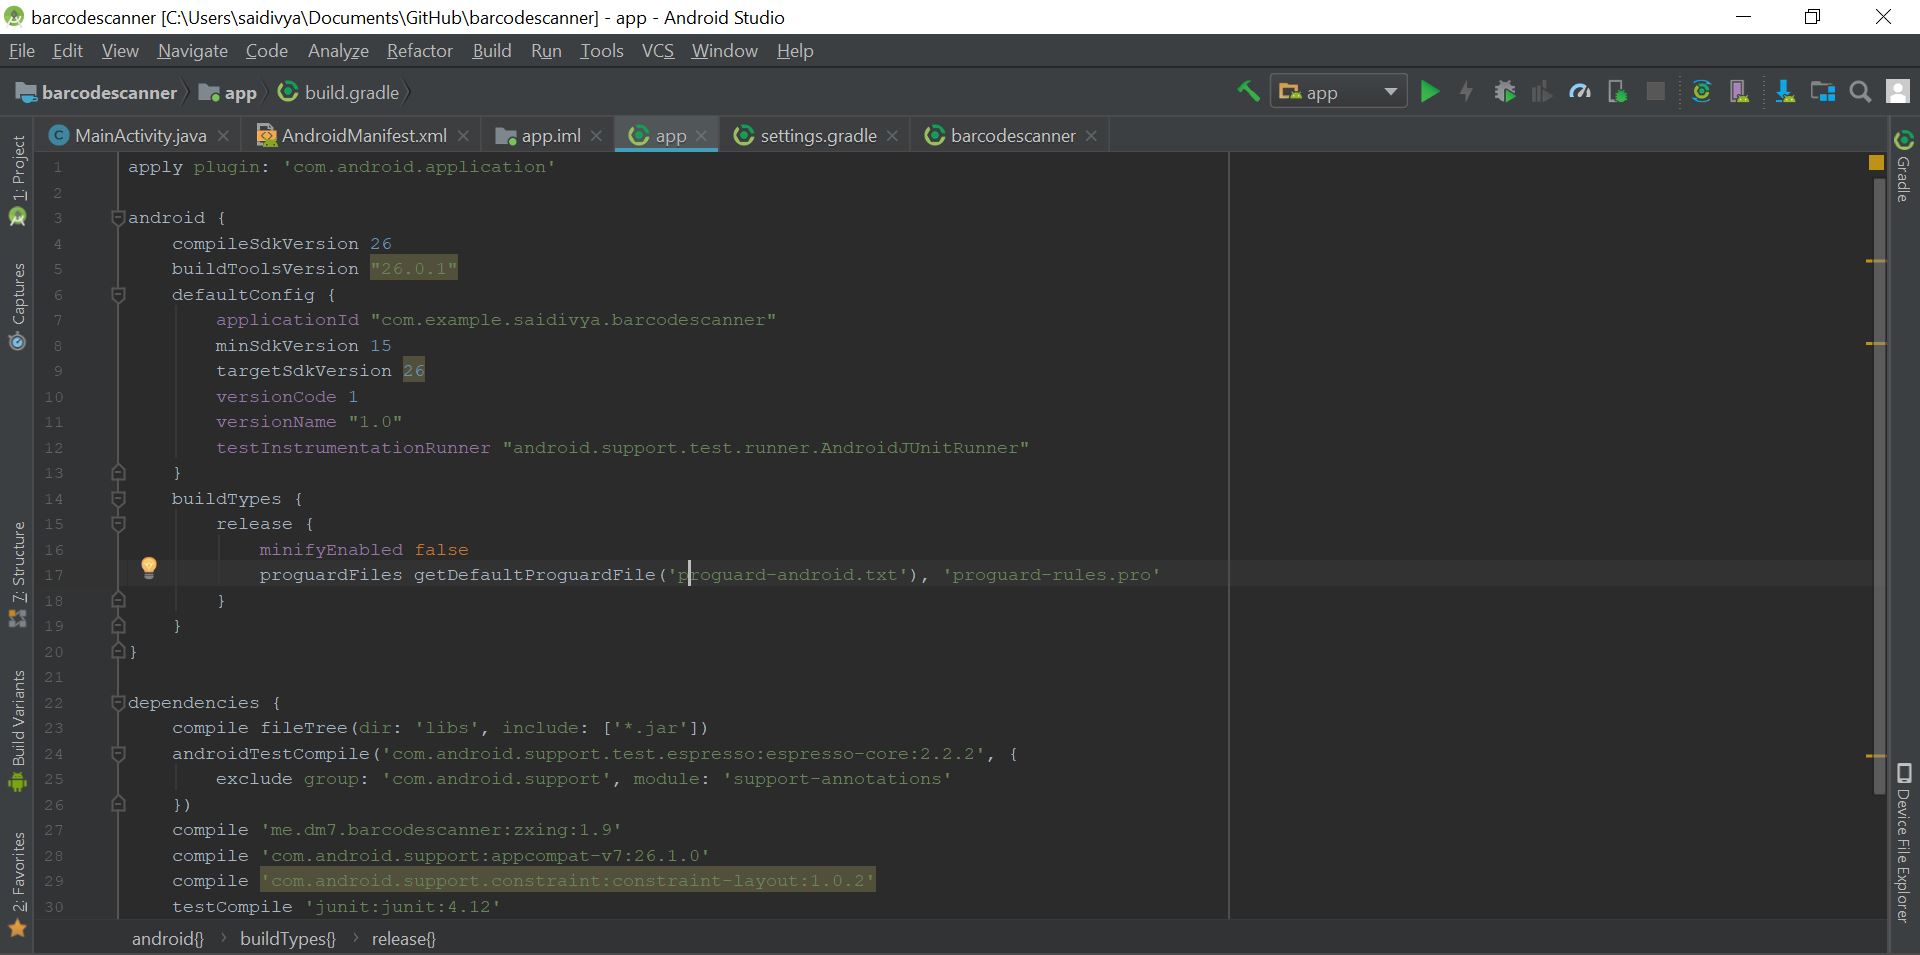 barcodescanner [C:\Users\saidivya\Documents\GitHub\barcodescanner] - app - Android Studio
File Edit View Navigate Code Analyze Refactor Build Run Tools VCS Window Help
barcodescanner app build.gradle app
MainActivity.java AndroidManifest.xml app.iml app settings.gradle barcodescanner
1: Project
Captures
7: Structure
Build Variants
2: Favorites
1 apply plugin: 'com.android.application'
2
3 android {
4 compileSdkVersion 26
5 buildToolsVersion "26.0.1"
6 defaultConfig {
7 applicationId "com.example.saidivya.barcodescanner"
8 minSdkVersion 15
9 targetSdkVersion 26
10 versionCode 1
11 versionName "1.0"
12 testInstrumentationRunner "android.support.test.runner.AndroidJUnitRunner"
13 }
14 buildTypes {
15 release {
16 minifyEnabled false
17 proguardFiles getDefaultProguardFile('proguard-android.txt'), 'proguard-rules.pro'
18 }
19 }
20 }
21
22 dependencies {
23 compile fileTree(dir: 'libs', include: ['*.jar'])
24 androidTestCompile('com.android.support.test.espresso:espresso-core:2.2.2', {
25 exclude group: 'com.android.support', module: 'support-annotations'
26 })
27 compile 'me.dm7.barcodescanner:zxing:1.9'
28 compile 'com.android.support:appcompat-v7:26.1.0'
29 compile 'com.android.support.constraint:constraint-layout:1.0.2'
30 testCompile 'junit:junit:4.12'
android{} › buildTypes{} › release{}
Gradle
Device File Explorer